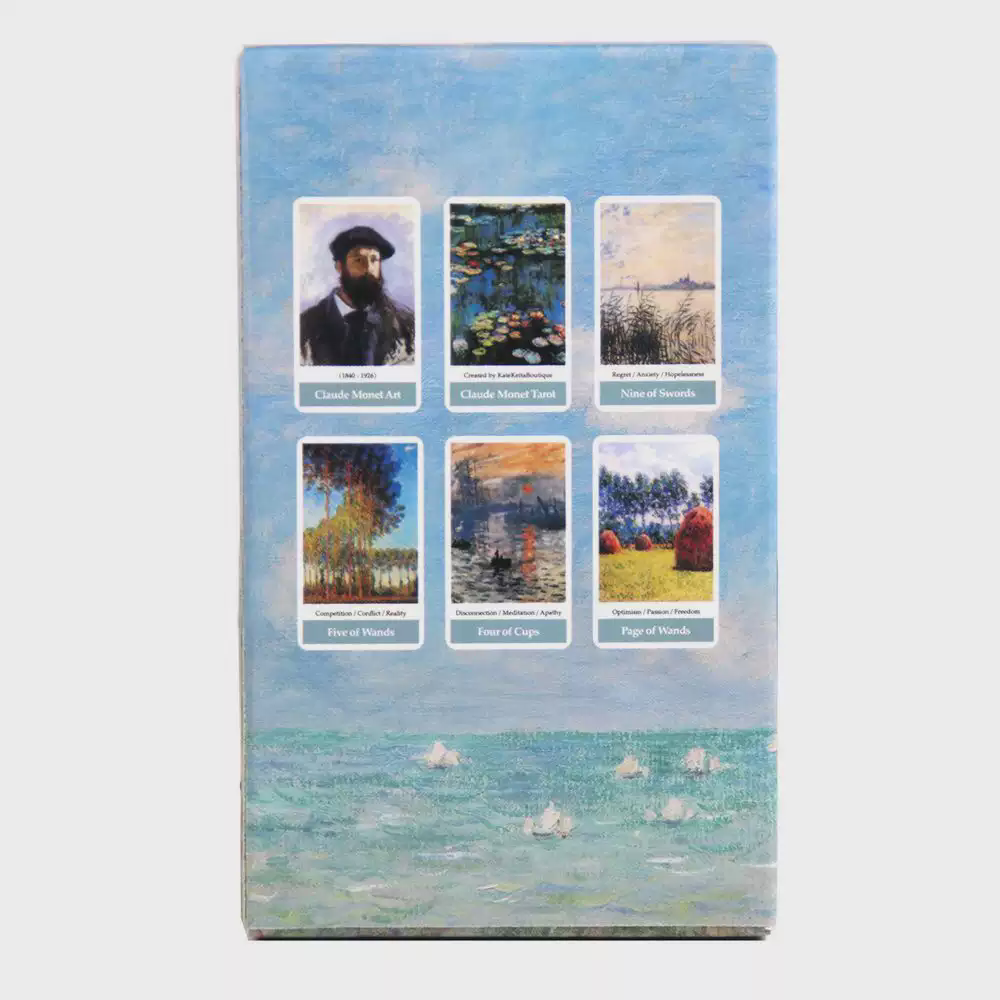 (1840 - 1926)
Claude Monet Art
Created by KateKettaBoutique
Claude Monet Tarot
Regret / Anxiety / Hopelessness
Nine of Swords
Competition / Conflict / Reality
Five of Wands
Disconnection / Meditation / Apathy
Four of Cups
Optimism / Passion / Freedom
Page of Wands